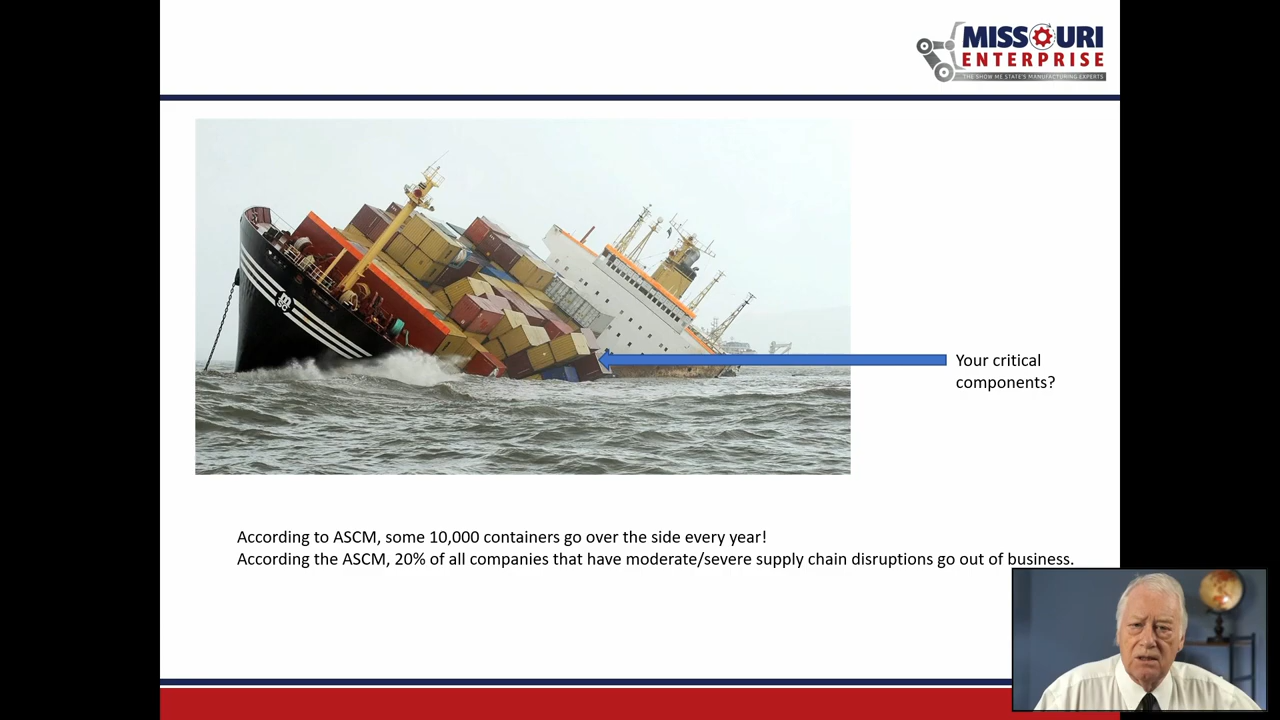 MISSOURI
ENTERPRISE
THE SHOW ME STATE'S MANUFACTURING EXPERTS
Your critical
components?
According to ASCM, some 10,000 containers go over the side every year!
According the ASCM, 20% of all companies that have moderate/severe supply chain disruptions go out of business.